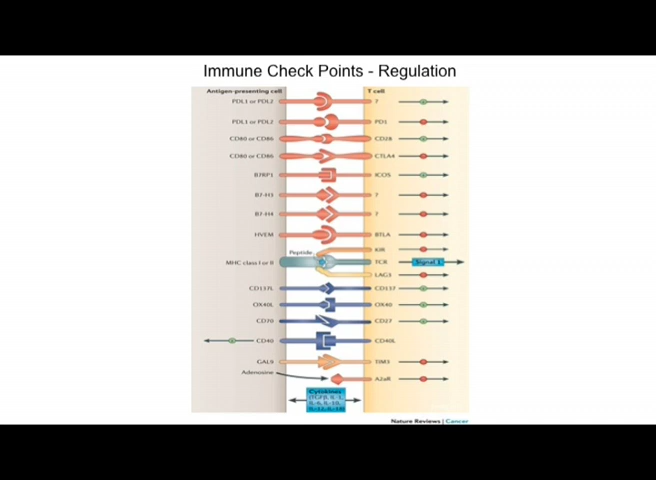 Immune Check Points - Regulation
Antigen-presenting cell T cell
PDL1 or PDL2 ?
PDL1 or PDL2 PD1
CD80 or CD86 CD28
CD80 or CD86 CTLA4
B7RP1 ICOS
B7-H3 ?
B7-H4 ?
HVEM BTLA
KIR
Peptide
MHC class I or II TCR Signal 1
LAG3
CD137L CD137
OX40L OX40
CD70 CD27
CD40 CD40L
GAL9 TIM3
Adenosine
A2aR
Cytokines
Nature Reviews | Cancer